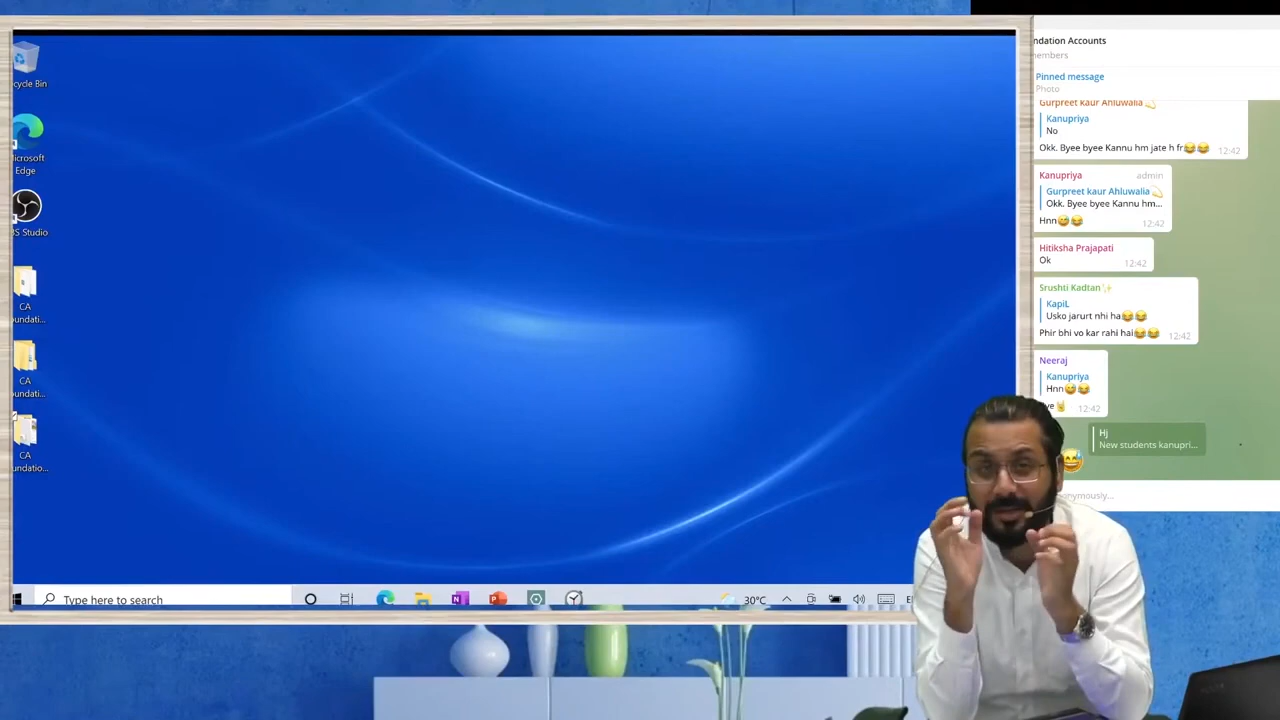 cycle Bin
icrosoft
Edge
S Studio
CA
undati...
CA
undati...
CA
undatio...
Type here to search
30°C
ndation Accounts
embers
Pinned message
Photo
Gurpreet kaur Ahluwalia💫
Kanupriya
No
Okk. Byee byee Kannu hm jate h fr😂😂 12:42
Kanupriya admin
Gurpreet kaur Ahluwalia💫
Okk. Byee byee Kannu hm...
Hnn😅😂 12:42
Hitiksha Prajapati
Ok 12:42
Srushti Kadtan✨
KapiL
Usko jarurt nhi ha😂😂
Phir bhi vo kar rahi hai😂😂 12:42
Neeraj
Kanupriya
Hnn😅😂
ye🤘 12:42
Hj
New students kanupri...
😅
nymously...